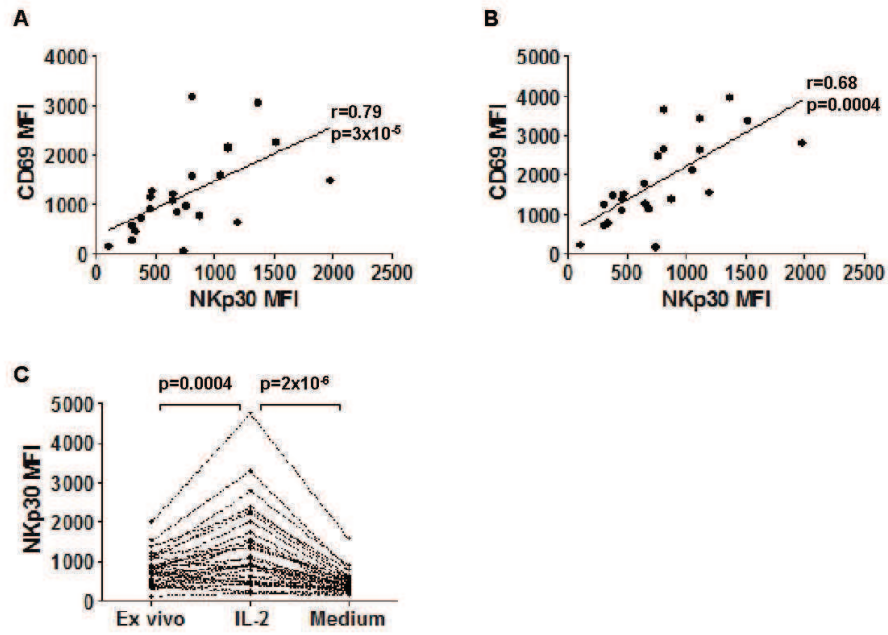 A
4000
3000
2000
1000
0
CD69 MFI
r=0.79
p=3x10-5
0 500 1000 1500 2000 2500
NKp30 MFI
B
5000
4000
3000
2000
1000
0
CD69 MFI
r=0.68
p=0.0004
0 500 1000 1500 2000 2500
NKp30 MFI
C
p=0.0004 p=2x10-6
5000
4000
3000
2000
1000
0
NKp30 MFI
Ex vivo IL-2 Medium